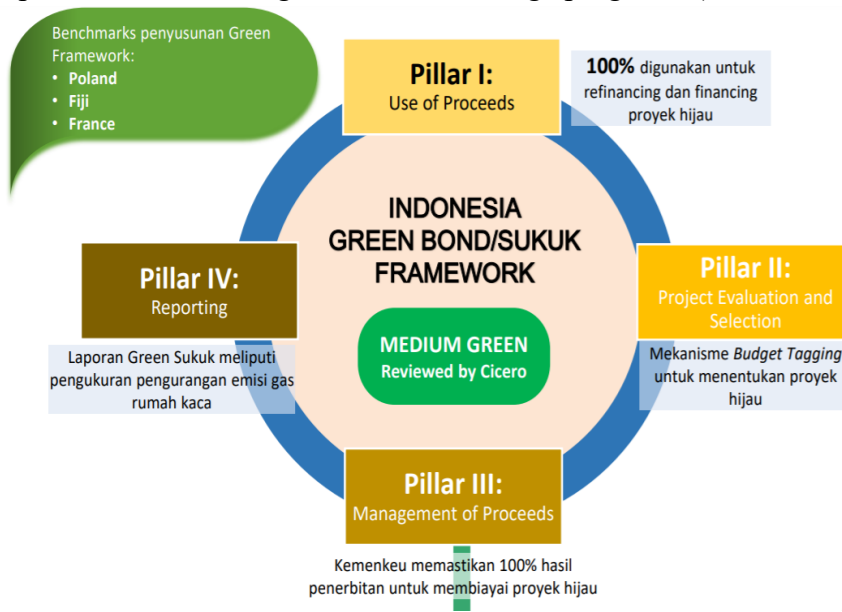 Benchmarks penyusunan Green
Framework:
• Poland
• Fiji
• France
Pillar I:
Use of Proceeds
100% digunakan untuk
refinancing dan financing
proyek hijau
INDONESIA
GREEN BOND/SUKUK
FRAMEWORK
MEDIUM GREEN
Reviewed by Cicero
Pillar II:
Project Evaluation and
Selection
Mekanisme Budget Tagging
untuk menentukan proyek
hijau
Pillar III:
Management of Proceeds
Kemenkeu memastikan 100% hasil
penerbitan untuk membiayai proyek hijau
Pillar IV:
Reporting
Laporan Green Sukuk meliputi
pengukuran pengurangan emisi gas
rumah kaca